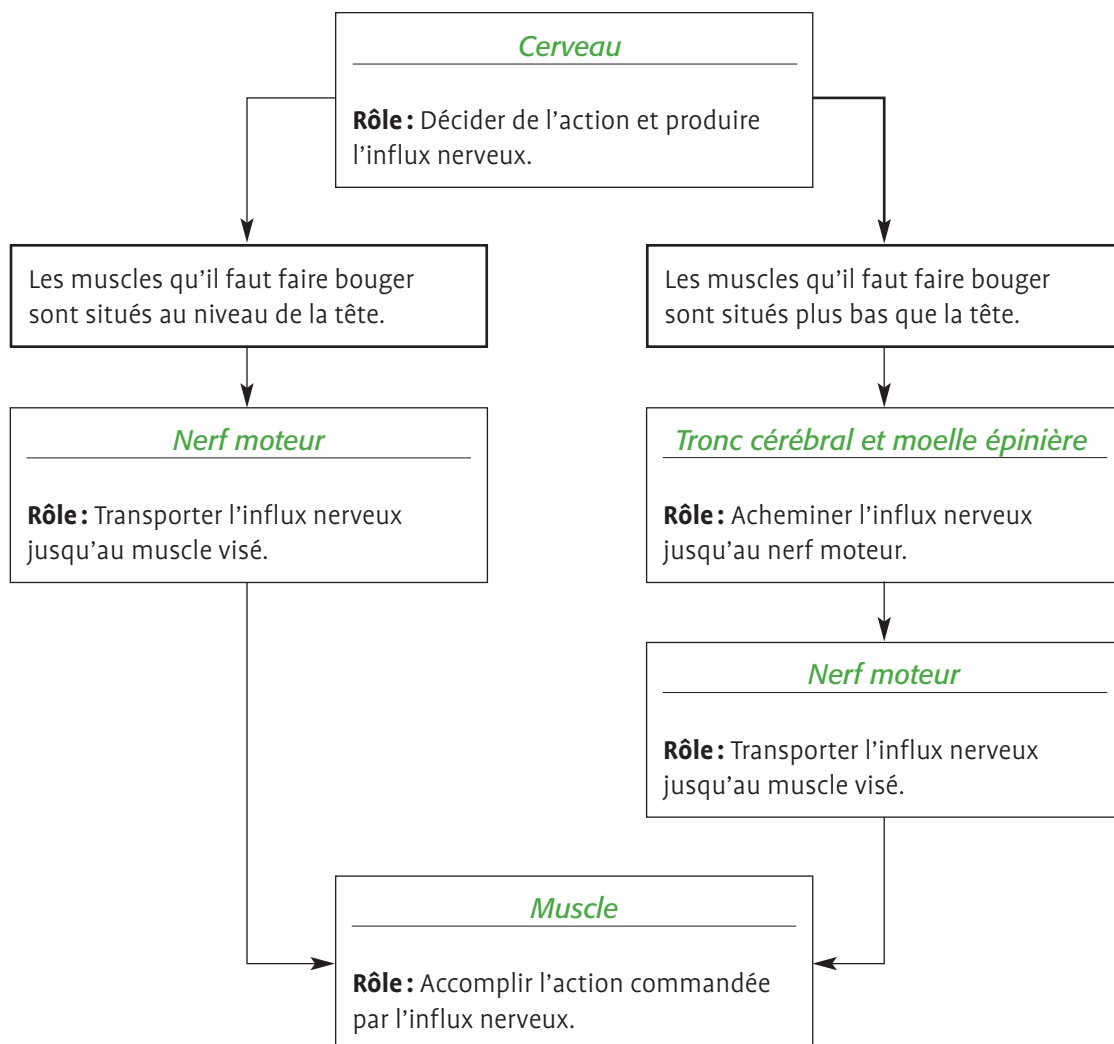 Cerveau
Rôle : Décider de l’action et produire
l’influx nerveux.
Les muscles qu’il faut faire bouger
sont situés au niveau de la tête.
Les muscles qu’il faut faire bouger
sont situés plus bas que la tête.
Nerf moteur
Rôle : Transporter l’influx nerveux
jusqu’au muscle visé.
Tronc cérébral et moelle épinière
Rôle : Acheminer l’influx nerveux
jusqu’au nerf moteur.
Nerf moteur
Rôle : Transporter l’influx nerveux
jusqu’au muscle visé.
Muscle
Rôle : Accomplir l’action commandée
par l’influx nerveux.